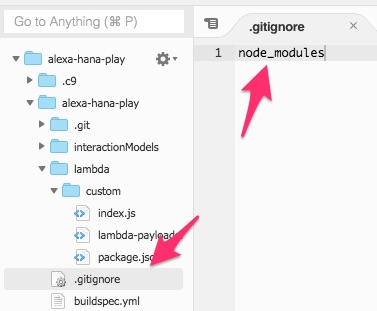 Go to Anything (⌘ P)
.gitignore
alexa-hana-play
1 node_modules
.c9
alexa-hana-play
.git
interactionModels
lambda
custom
index.js
lambda-payload
package.json
.gitignore
buildspec.yml